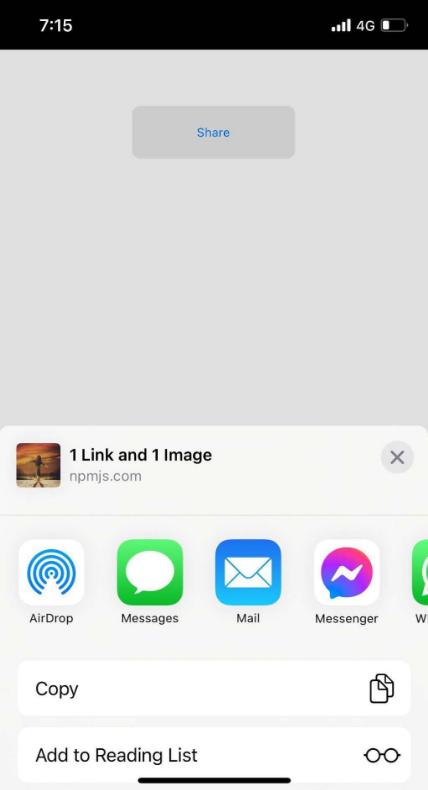 7:15 4G
Share
1 Link and 1 Image
npmjs.com
AirDrop Messages Mail Messenger
Copy
Add to Reading List